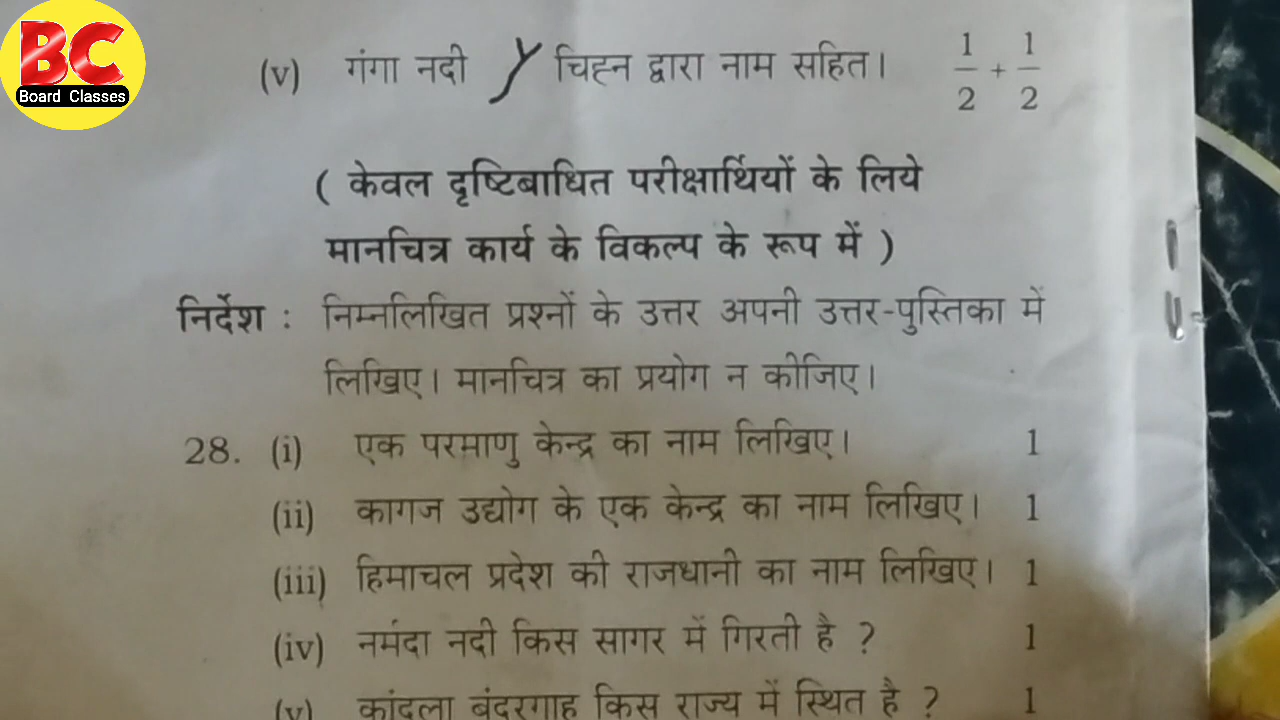 BC
Board Classes
(v) गंगा नदी चिह्न द्वारा नाम सहित। 1/2 + 1/2
( केवल दृष्टिबाधित परीक्षार्थियों के लिये
मानचित्र कार्य के विकल्प के रूप में )
निर्देश : निम्नलिखित प्रश्नों के उत्तर अपनी उत्तर-पुस्तिका में
लिखिए। मानचित्र का प्रयोग न कीजिए।
28. (i) एक परमाणु केन्द्र का नाम लिखिए। 1
(ii) कागज उद्योग के एक केन्द्र का नाम लिखिए। 1
(iii) हिमाचल प्रदेश की राजधानी का नाम लिखिए। 1
(iv) नर्मदा नदी किस सागर में गिरती है ? 1
(v) कांदला बंदरगाह किस राज्य में स्थित है ? 1